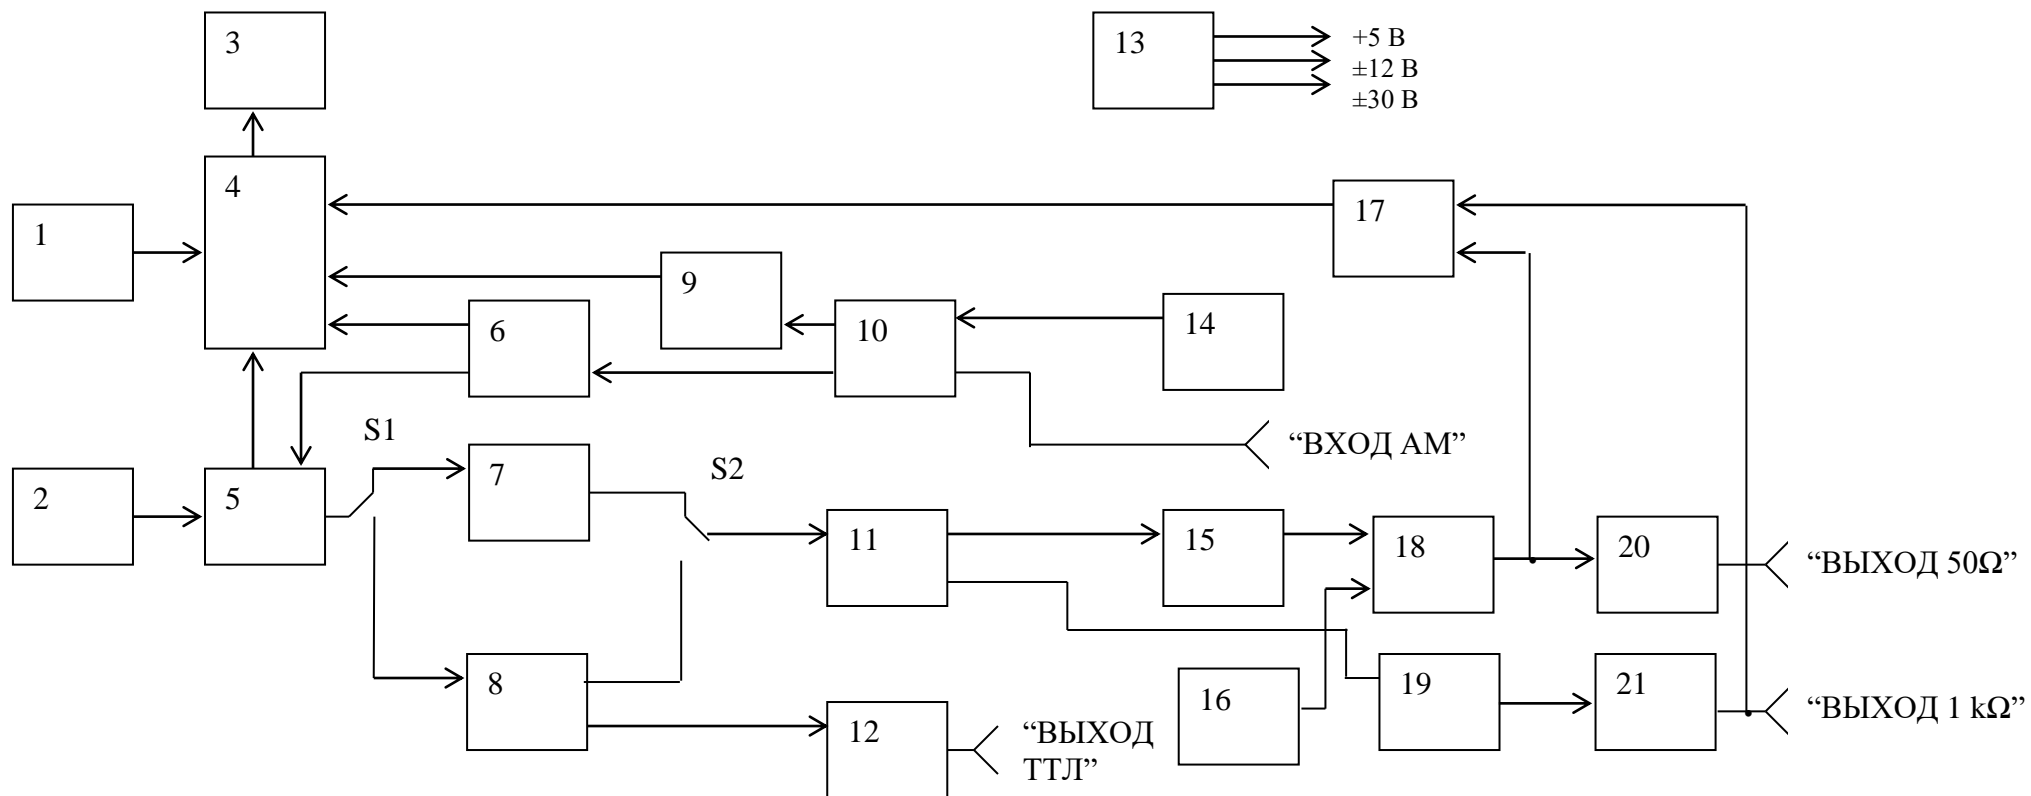 3
13
+5 В
±12 В
±30 В
4
17
1
9
14
6
10
S1
“ВХОД АМ”
7
S2
2
5
11
15
18
20
“ВЫХОД 50Ω”
8
16
19
21
“ВЫХОД 1 kΩ”
12
“ВЫХОД
ТТЛ”